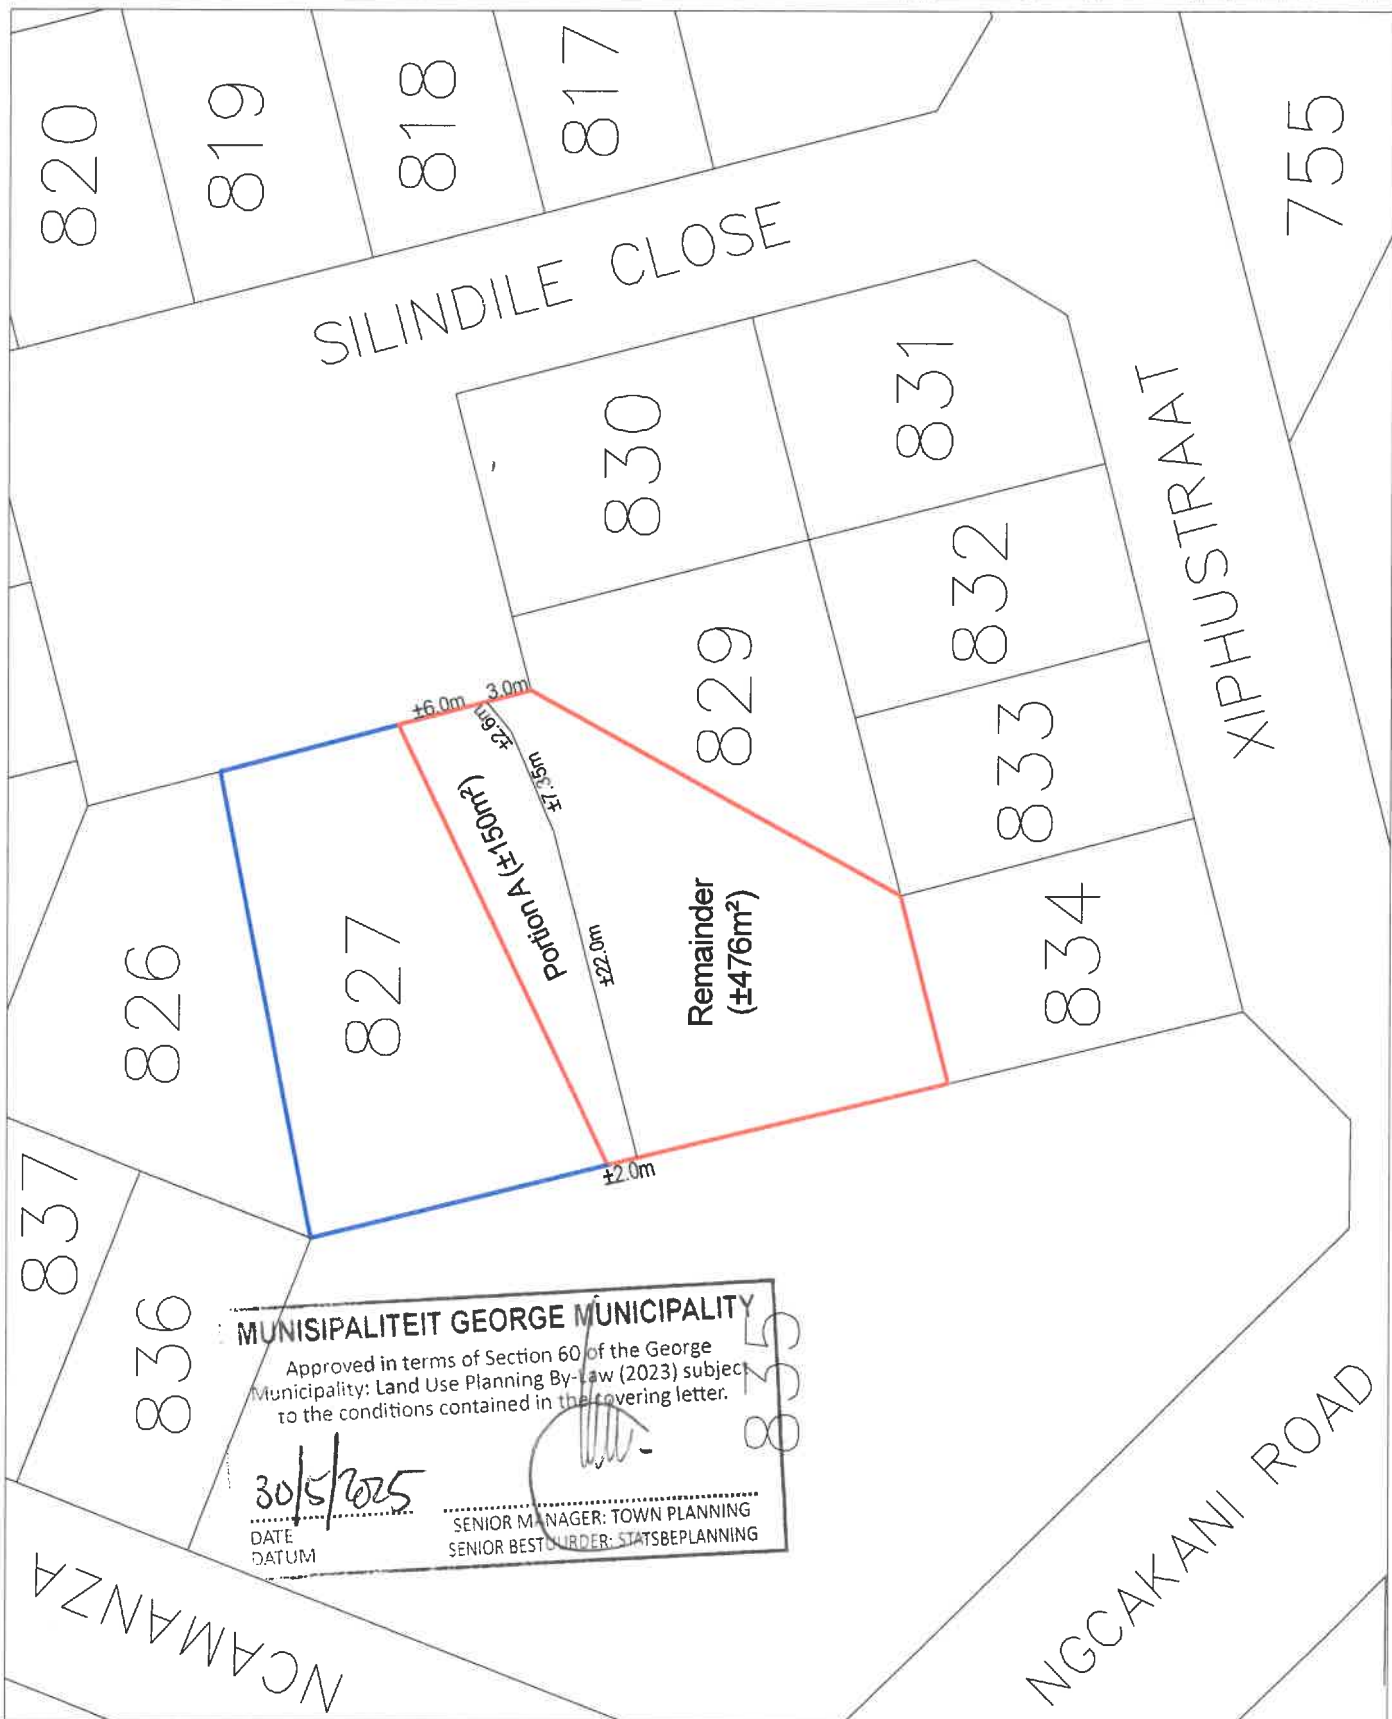 820
819
818
817
755
SILINDILE CLOSE
830
831
832
XIPHUSTRAAT
829
833
±6.0m
3.0m
±2.6m
±7.35m
Portion A (±150m²)
±22.0m
Remainder
(±476m²)
826
827
834
±2.0m
837
836
835
MUNISIPALITEIT GEORGE MUNICIPALITY
Approved in terms of Section 60 of the George
Municipality: Land Use Planning By-Law (2023) subject
to the conditions contained in the covering letter.
30/5/2025
DATE
DATUM
SENIOR MANAGER: TOWN PLANNING
SENIOR BESTUURDER: STATSBEPLANNING
NCAMANZA
NGCAKANI ROAD